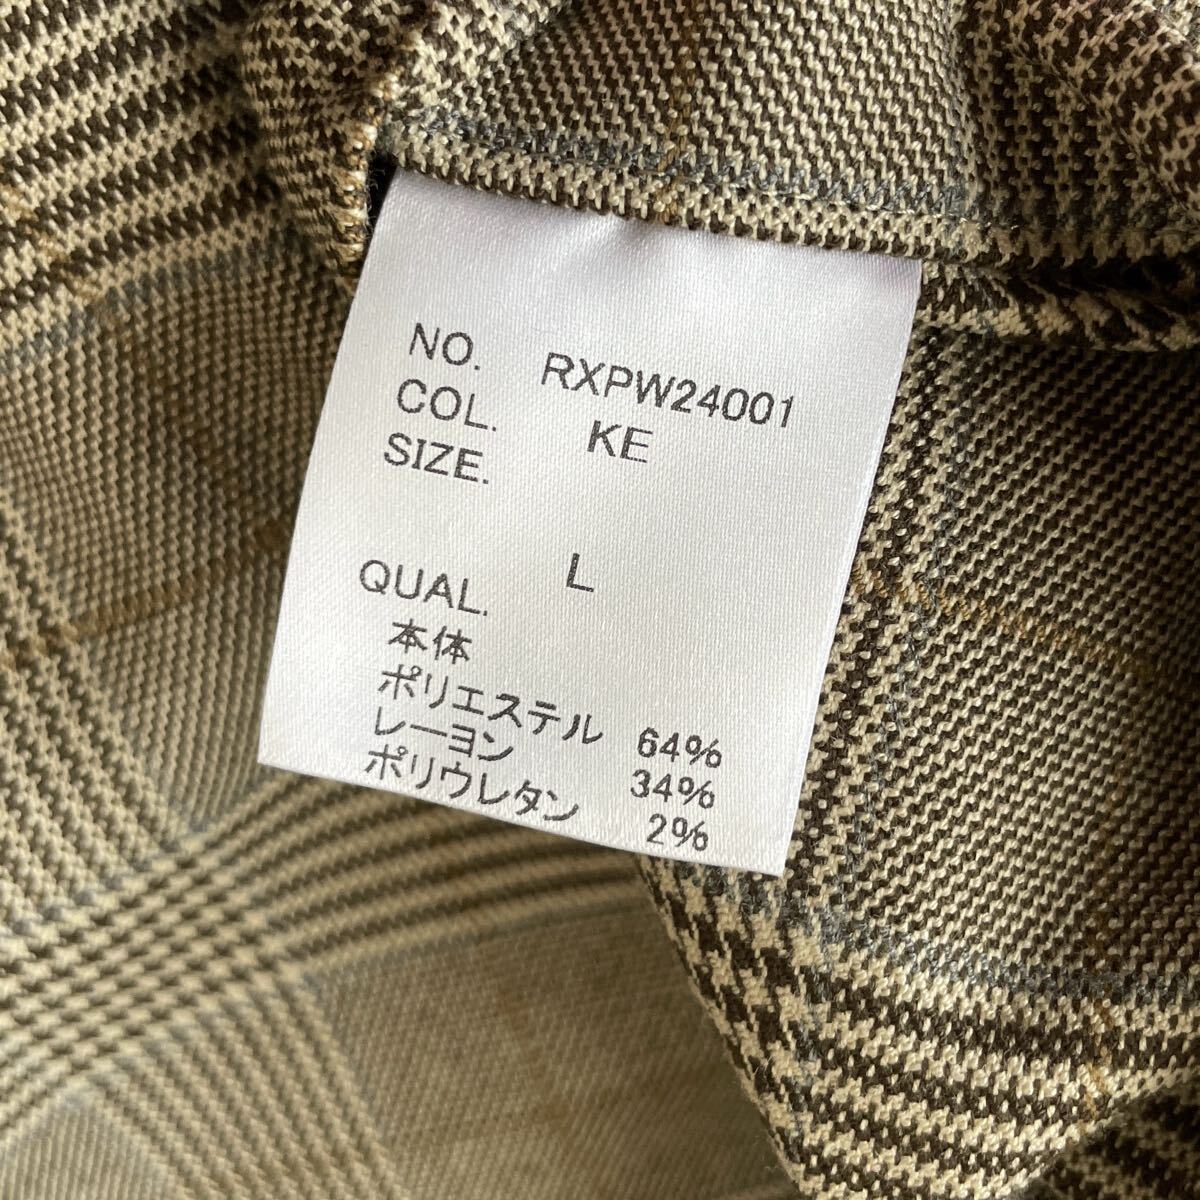 NO. RXPW24001
COL. KE
SIZE.
L
QUAL.
本体
ポリエステル 64%
レーヨン 34%
ポリウレタン 2%